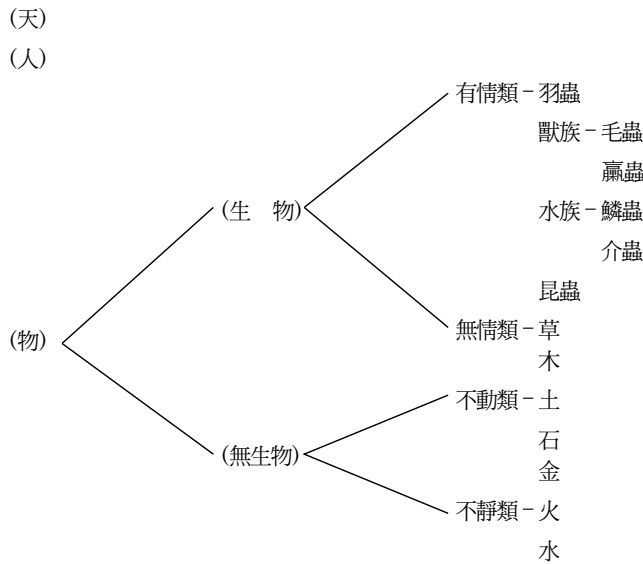 (天)
(人)
有情類－羽蟲
獸族－毛蟲
羸蟲
(生　物)
水族－鱗蟲
介蟲
昆蟲
(物)
無情類－草
木
不動類－土
(無生物)
石
金
不靜類－火
水